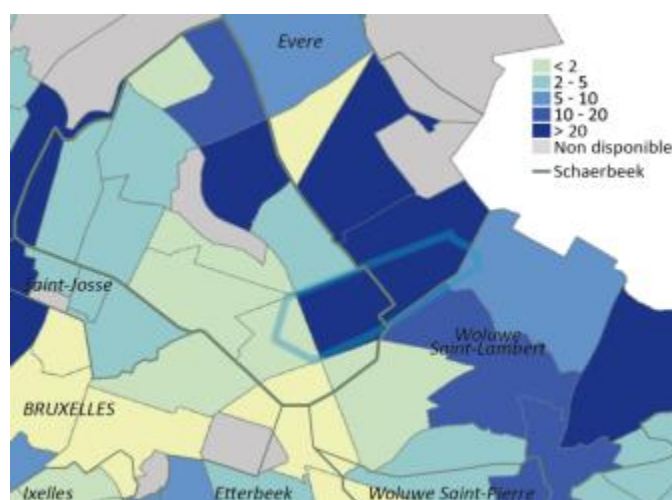 Evere
< 2
2 - 5
5 - 10
10 - 20
> 20
Non disponible
Schaerbeek
Saint-Josse
Woluwe
Saint-Lambert
BRUXELLES
Ixelles
Etterbeek
Woluwe Saint-Pierre